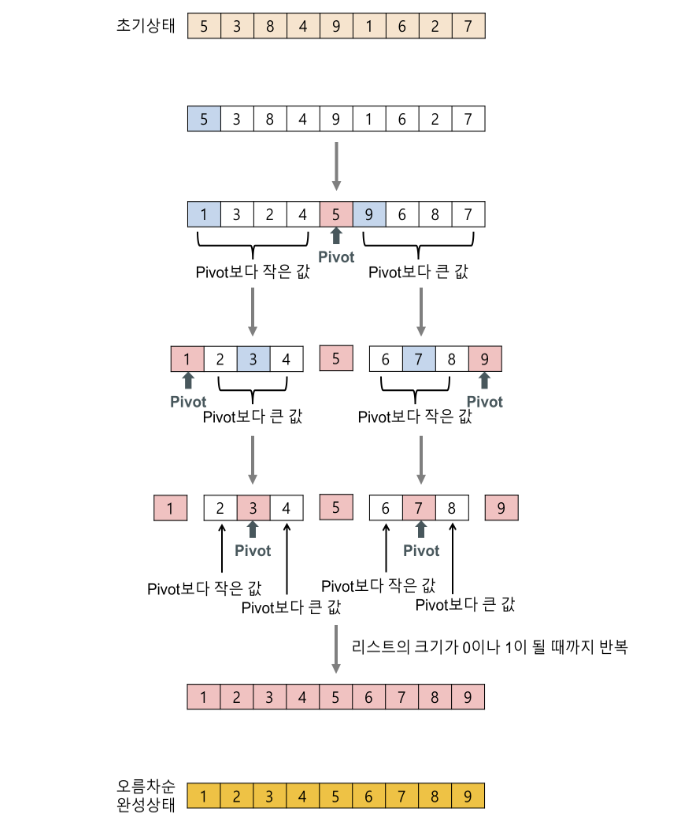 초기상태 5 3 8 4 9 1 6 2 7
5 3 8 4 9 1 6 2 7
1 3 2 4 5 9 6 8 7
Pivot
Pivot보다 작은 값 Pivot보다 큰 값
1 2 3 4 5 6 7 8 9
Pivot Pivot
Pivot보다 큰 값 Pivot보다 작은 값
1 2 3 4 5 6 7 8 9
Pivot Pivot
Pivot보다 작은 값 Pivot보다 작은 값
Pivot보다 큰 값 Pivot보다 큰 값
리스트의 크기가 0이나 1이 될 때까지 반복
1 2 3 4 5 6 7 8 9
오름차순
완성상태 1 2 3 4 5 6 7 8 9